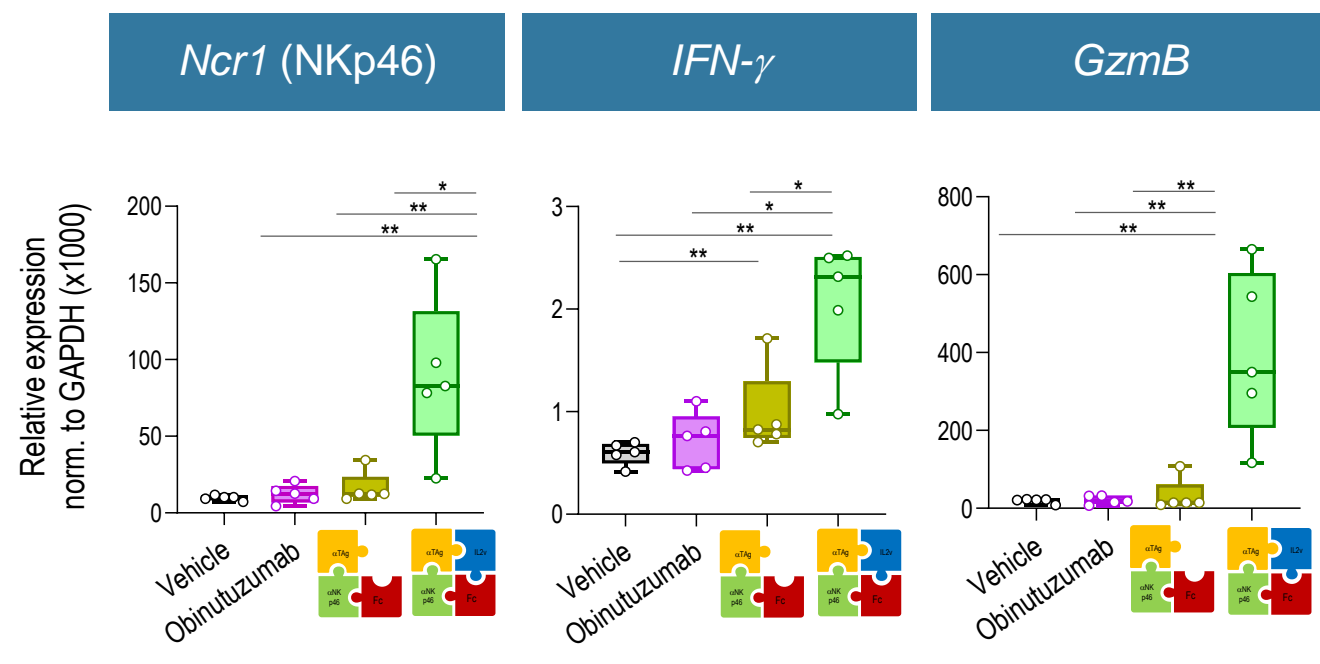 Ncr1 (NKp46)
IFN-γ
GzmB
Relative expression
norm. to GAPDH (x1000)
200
150
100
50
0
*
**
**
Vehicle
Obinutuzumab
αTAg
αNK
p46
Fc
αTAg
IL2v
αNK
p46
Fc
3
2
1
0
*
*
**
**
Vehicle
Obinutuzumab
αTAg
αNK
p46
Fc
αTAg
IL2v
αNK
p46
Fc
800
600
400
200
0
**
**
**
Vehicle
Obinutuzumab
αTAg
αNK
p46
Fc
αTAg
IL2v
αNK
p46
Fc